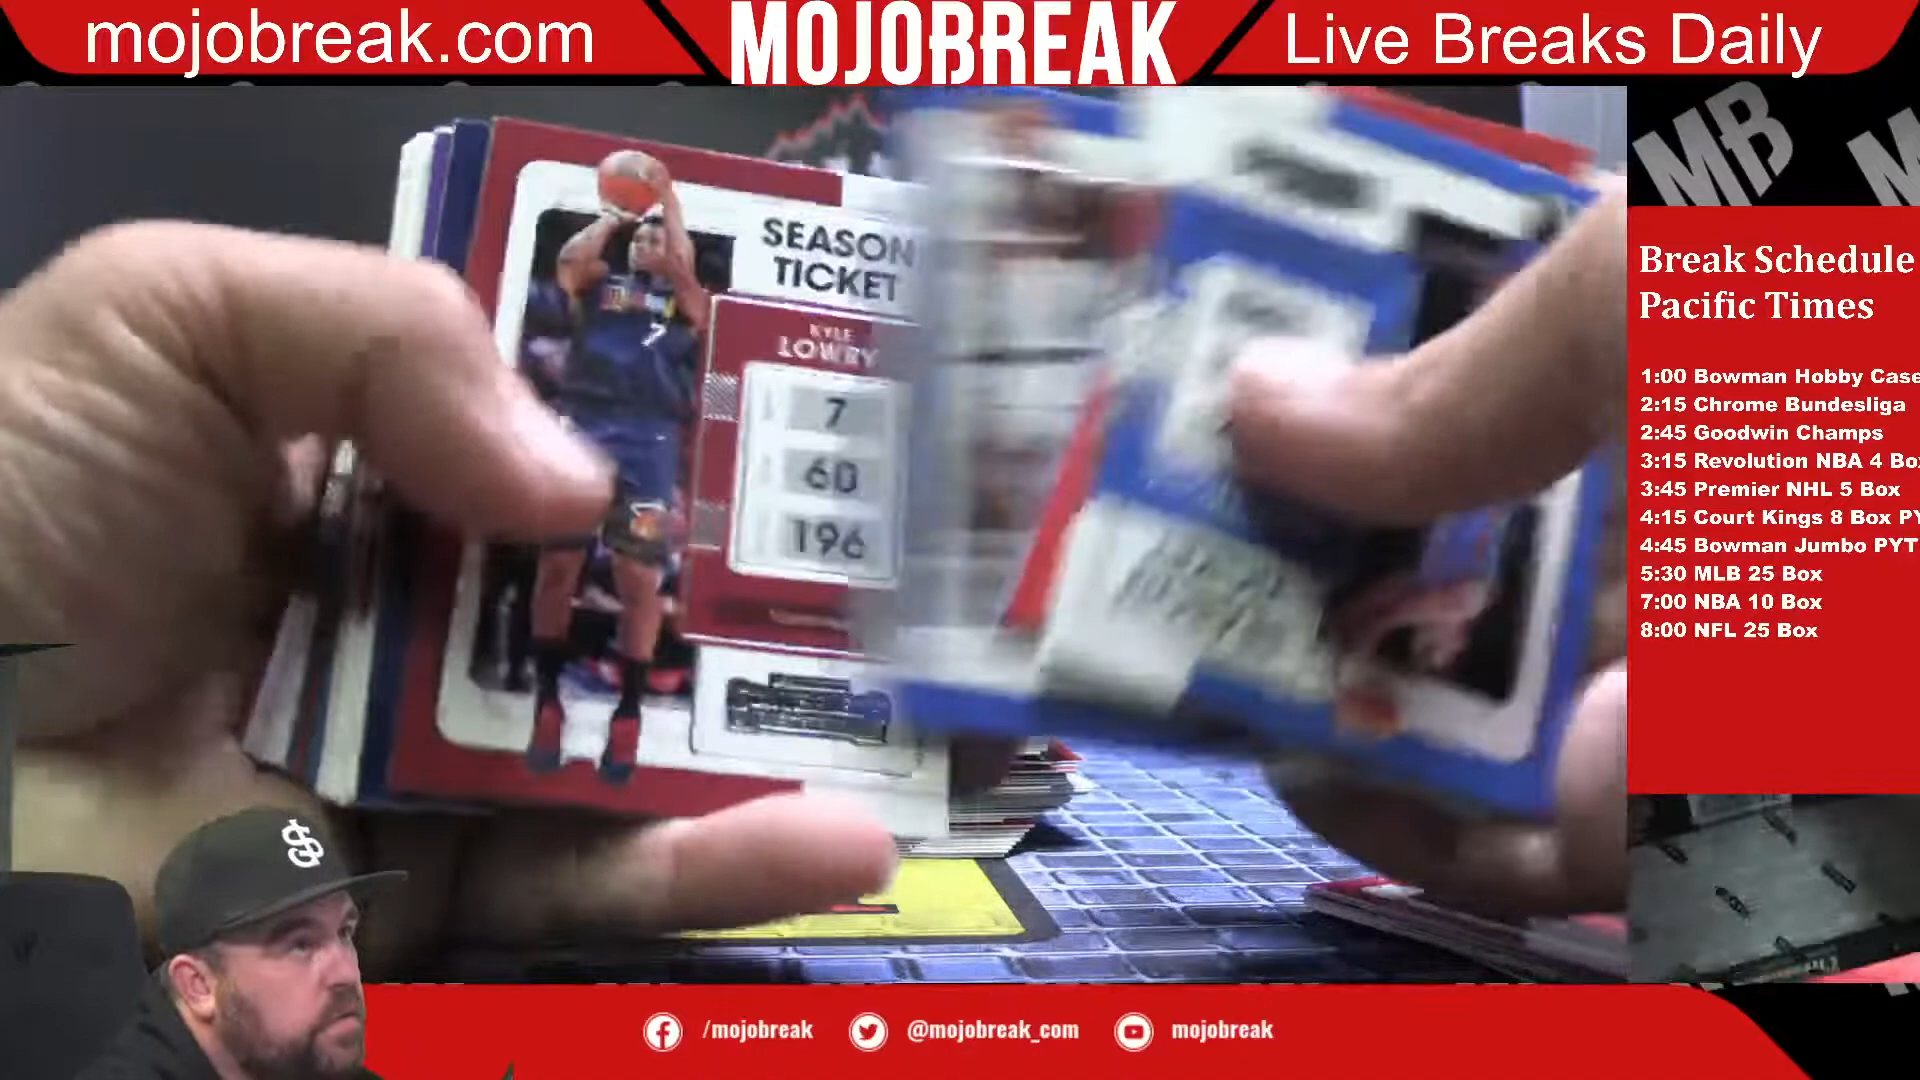 mojobreak.com
MOJOBREAK
Live Breaks Daily
MB
SEASON
TICKET
KYLE
LOWRY
7
60
196
7
Break Schedule
Pacific Times
1:00 Bowman Hobby Case
2:15 Chrome Bundesliga
2:45 Goodwin Champs
3:15 Revolution NBA 4 Box
3:45 Premier NHL 5 Box
4:15 Court Kings 8 Box PY
4:45 Bowman Jumbo PYT
5:30 MLB 25 Box
7:00 NBA 10 Box
8:00 NFL 25 Box
/mojobreak
@mojobreak_com
mojobreak